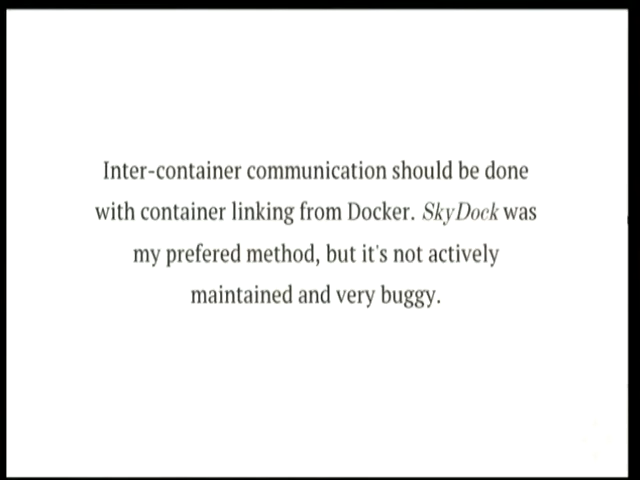 Inter-container communication should be done
with container linking from Docker. SkyDock was
my prefered method, but it's not actively
maintained and very buggy.